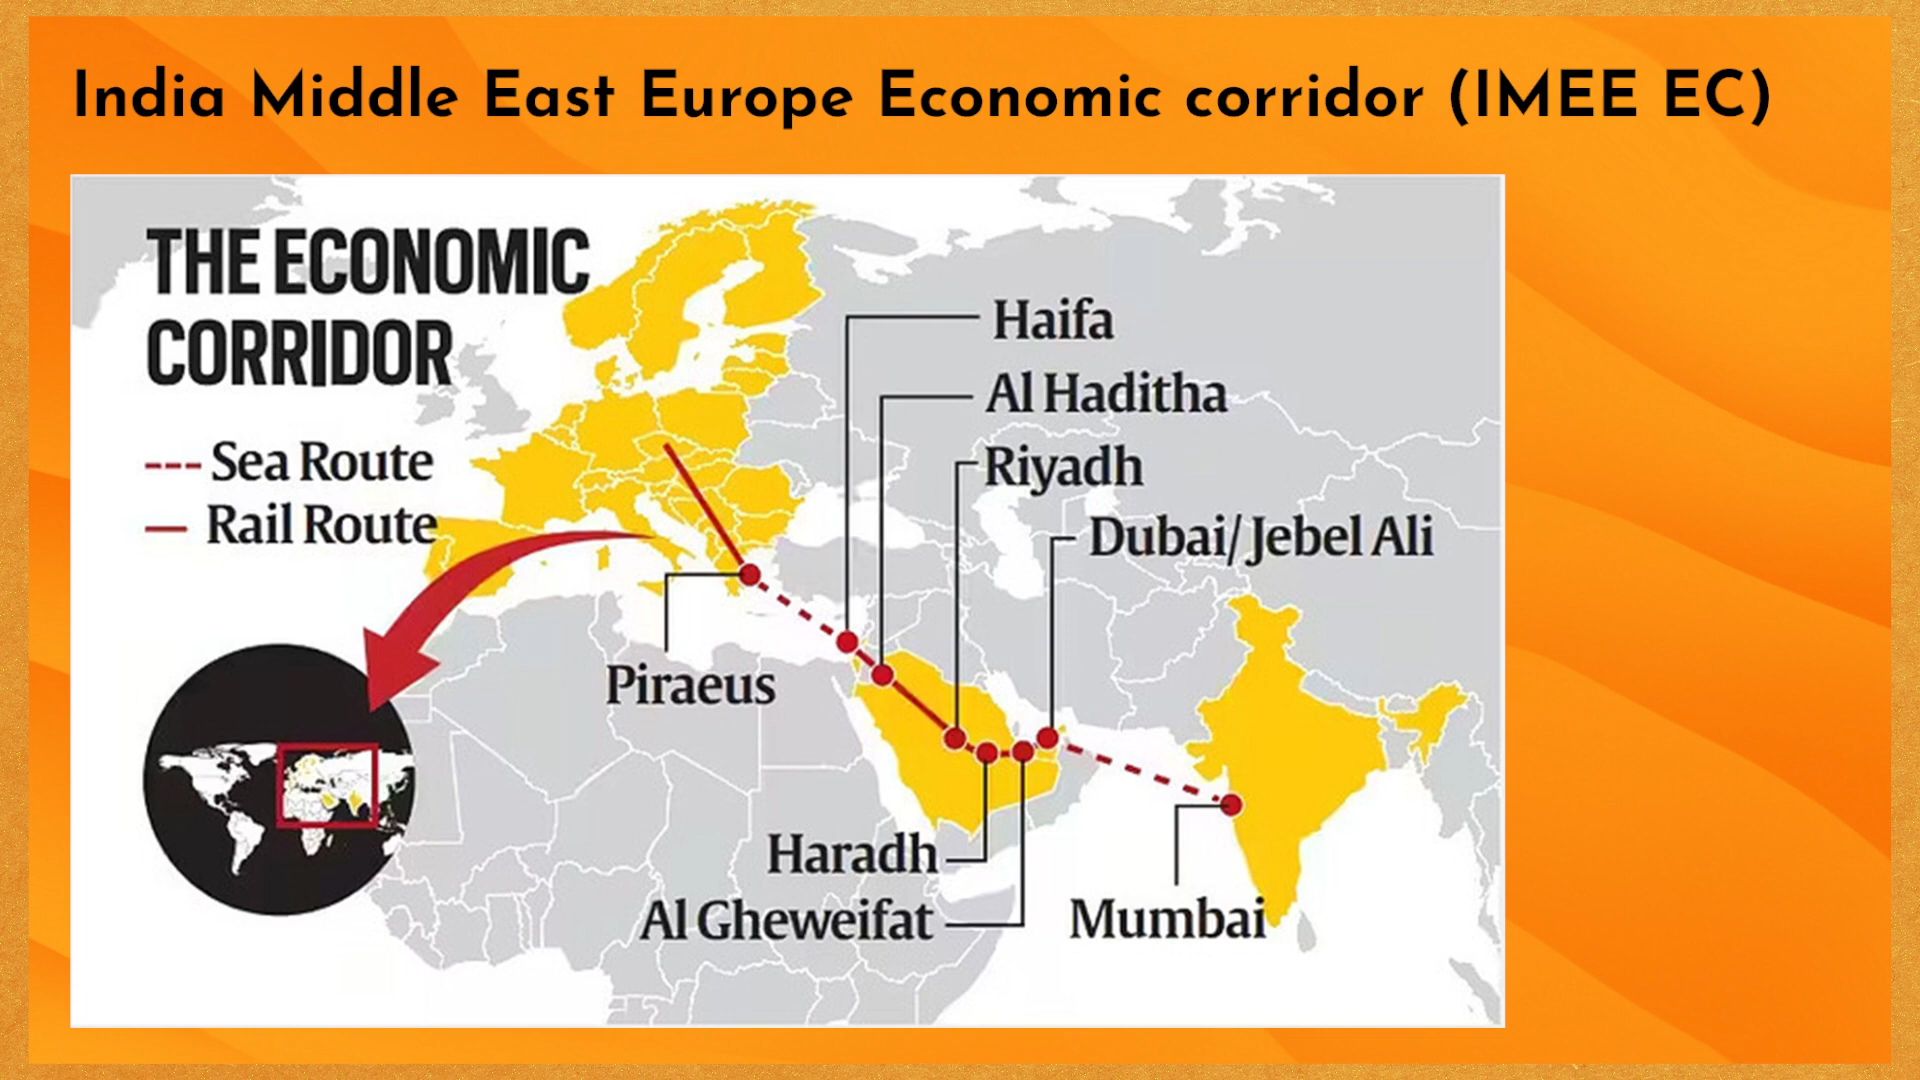 India Middle East Europe Economic corridor (IMEE EC)
THE ECONOMIC
CORRIDOR
Sea Route
Rail Route
Haifa
Al Haditha
Riyadh
Dubai/Jebel Ali
Piraeus
Haradh
Al Gheweifat
Mumbai